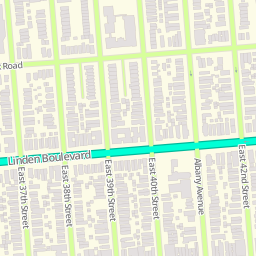 Road
Linden Boulevard
East 37th Street
East 38th Street
East 39th Street
East 40th Street
Albany Avenue
East 42nd Street